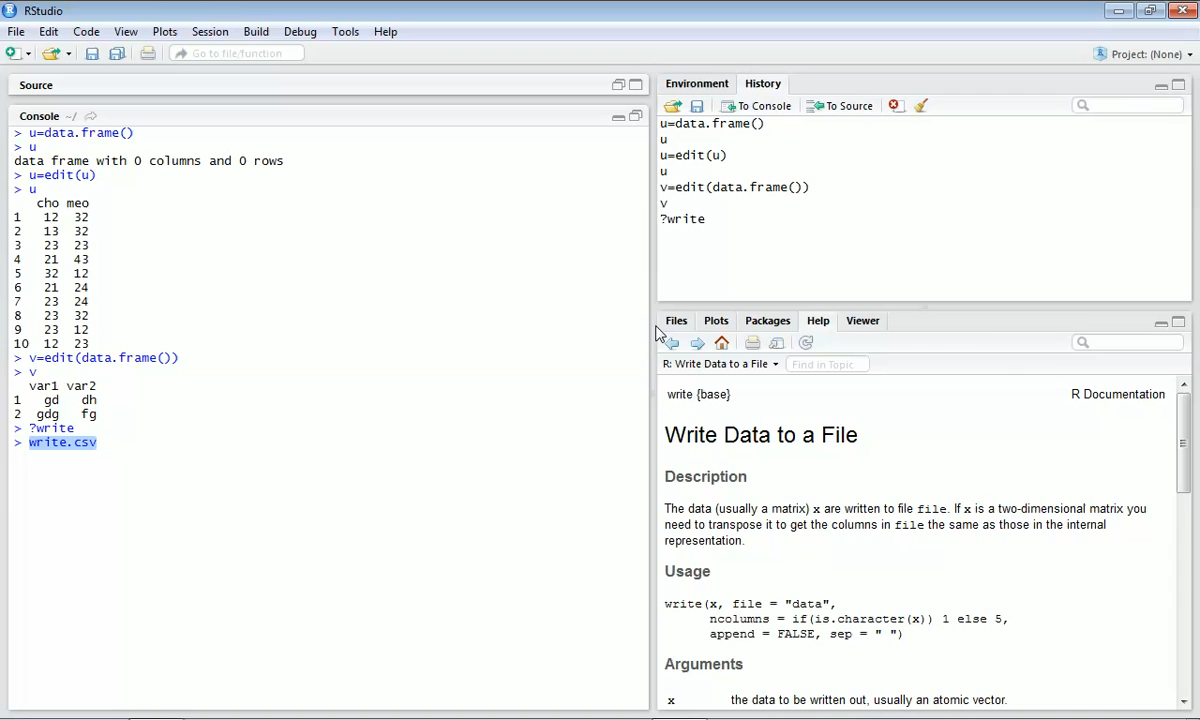 RStudio
File Edit Code View Plots Session Build Debug Tools Help
Go to file/function Project: (None)
Source
Console ~/
> u=data.frame()
> u
data frame with 0 columns and 0 rows
> u=edit(u)
> u
cho meo
1 12 32
2 13 32
3 23 23
4 21 43
5 32 12
6 21 24
7 23 24
8 23 32
9 23 12
10 12 23
> v=edit(data.frame())
> v
var1 var2
1 gd dh
2 gdg fg
> ?write
> write.csv
Environment History
To Console To Source
u=data.frame()
u
u=edit(u)
u
v=edit(data.frame())
v
?write
Files Plots Packages Help Viewer
R: Write Data to a File Find in Topic
write {base} R Documentation
Write Data to a File
Description
The data (usually a matrix) x are written to file file. If x is a two-dimensional matrix you
need to transpose it to get the columns in file the same as those in the internal
representation.
Usage
write(x, file = "data",
ncolumns = if(is.character(x)) 1 else 5,
append = FALSE, sep = " ")
Arguments
x the data to be written out, usually an atomic vector.